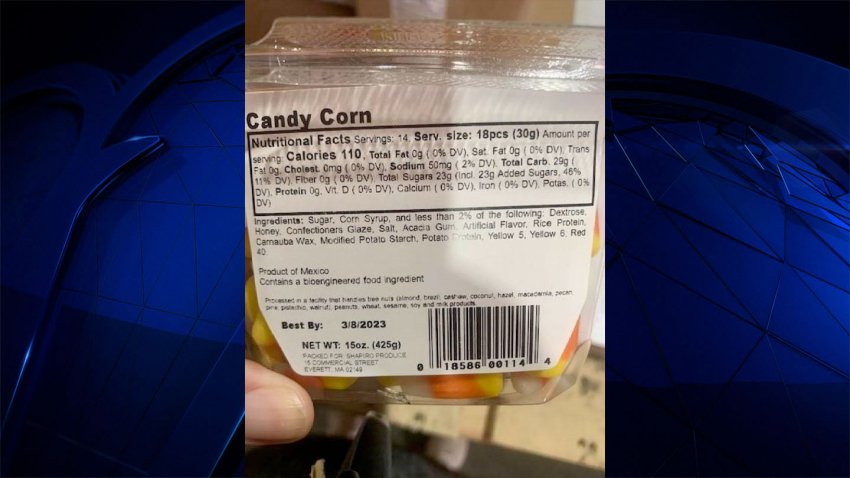 Candy Corn
Nutritional Facts Servings: 14, Serv. size: 18pcs (30g) Amount per
serving: Calories 110, Total Fat 0g ( 0% DV), Sat. Fat 0g ( 0% DV), Trans
Fat 0g, Cholest. 0mg ( 0% DV), Sodium 50mg ( 2% DV), Total Carb. 29g (
11% DV), Fiber 0g ( 0% DV), Total Sugars 23g (Incl. 23g Added Sugars, 46%
DV), Protein 0g, Vit. D ( 0% DV), Calcium ( 0% DV), Iron ( 0% DV), Potas. ( 0%
DV)
Ingredients: Sugar, Corn Syrup, and less than 2% of the following: Dextrose,
Honey, Confectioners Glaze, Salt, Acacia Gum, Artificial Flavor, Rice Protein,
Carnauba Wax, Modified Potato Starch, Potato Protein, Yellow 5, Yellow 6, Red
40.
Product of Mexico
Contains a bioengineered food ingredient
Processed in a facility that handles tree nuts (almond, brazil, cashaw, coconut, hazel, macadamia, pecan,
pine, pistachio, walnut), peanuts, wheat, sesame, soy and milk products.
Best By: 3/8/2023
NET WT: 15oz. (425g)
PACKED FOR: SHAPIRO PRODUCE
15 COMMERCIAL STREET
EVERETT, MA 02149
0 18586 00114 4